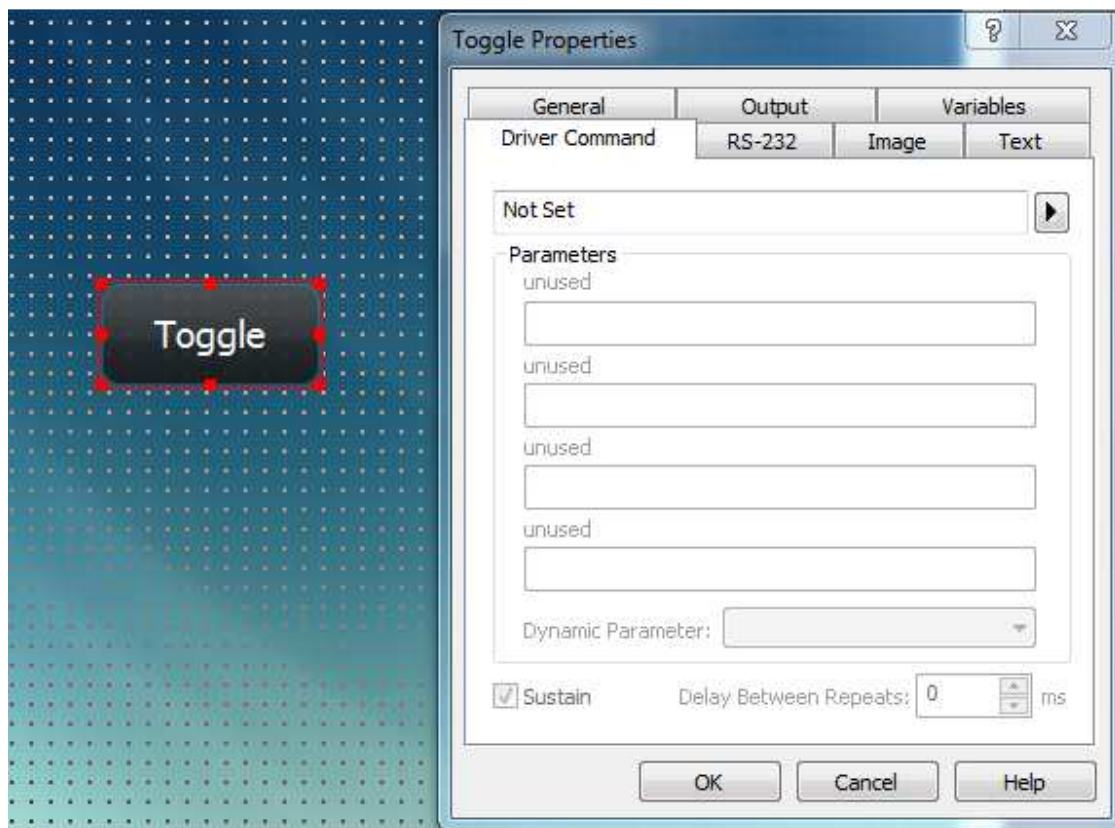 Toggle Properties
General Output Variables
Driver Command RS-232 Image Text
Not Set
Parameters
unused
Toggle
unused
unused
unused
Dynamic Parameter:
Sustain Delay Between Repeats: 0 ms
OK Cancel Help